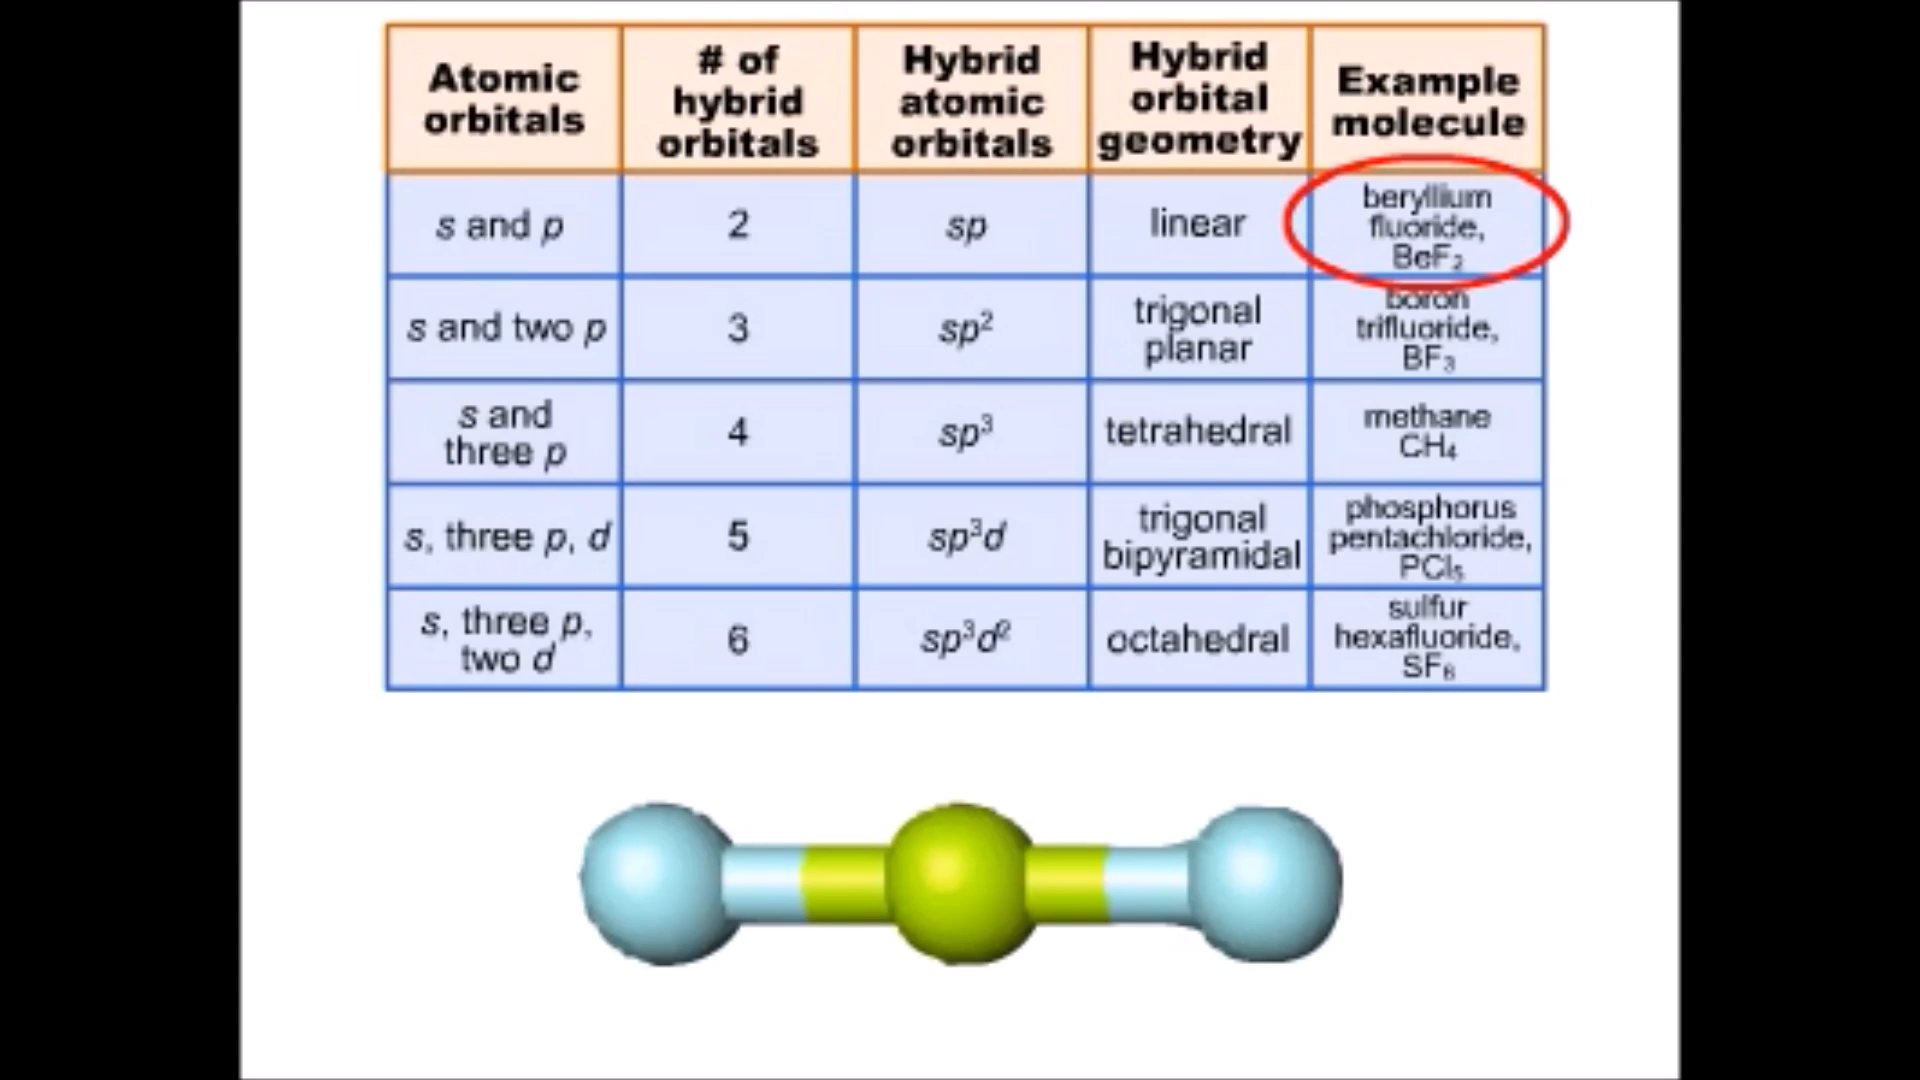 Atomic
orbitals
# of
hybrid
orbitals
Hybrid
atomic
orbitals
Hybrid
orbital
geometry
Example
molecule
s and p
2
sp
linear
beryllium
fluoride,
BeF₂
s and two p
3
sp²
trigonal
planar
boron
trifluoride,
BF₃
s and
three p
4
sp³
tetrahedral
methane
CH₄
s, three p, d
5
sp³d
trigonal
bipyramidal
phosphorus
pentachloride,
PCl₅
s, three p,
two d
6
sp³d²
octahedral
sulfur
hexafluoride,
SF₆